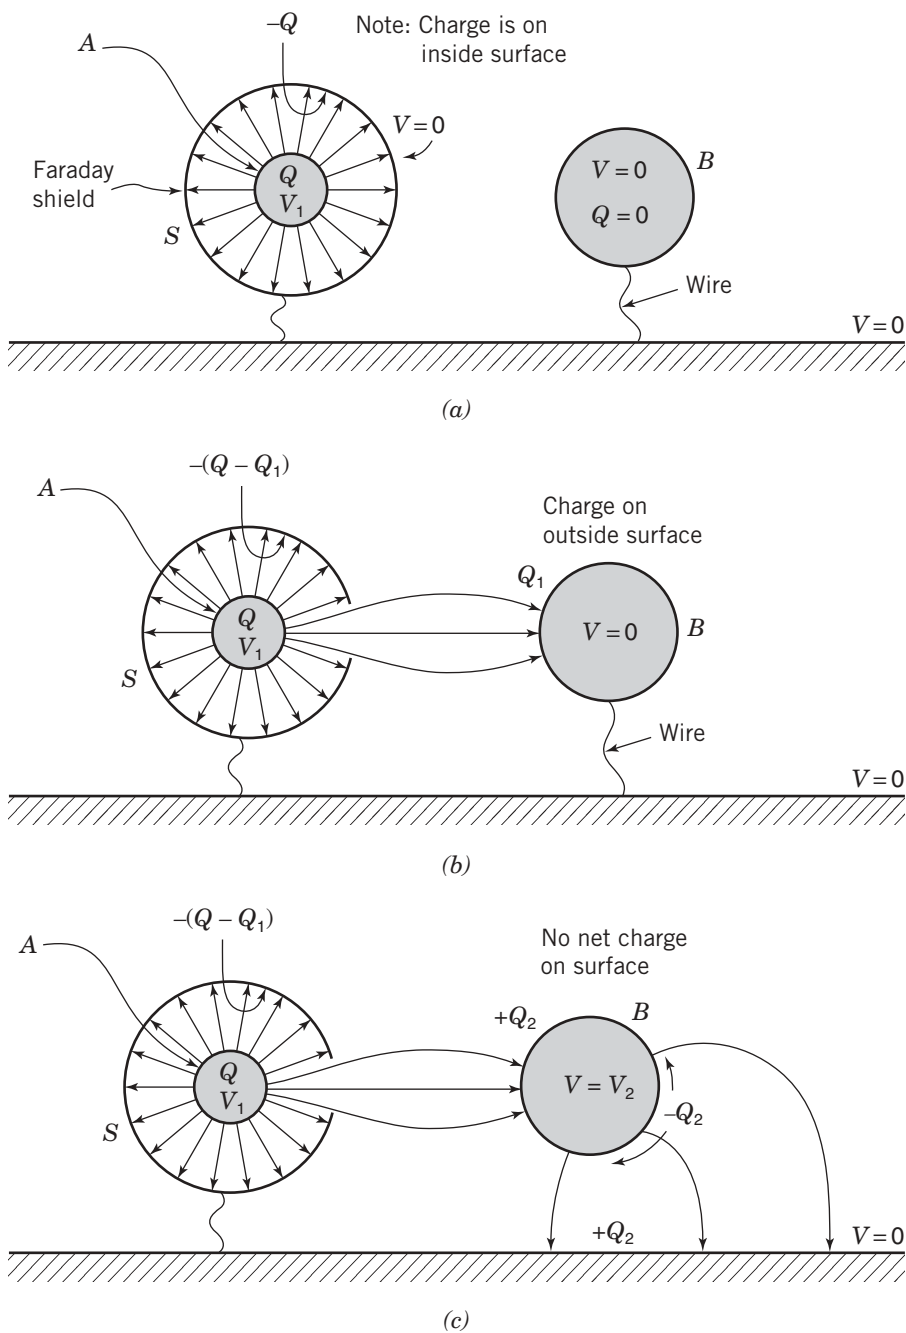 –Q
Note: Charge is on
inside surface
A
V = 0
Faraday
shield
S
Q
V₁
V = 0
Q = 0
B
Wire
V = 0
(a)
–(Q – Q₁)
A
Charge on
outside surface
Q₁
Q
V₁
V = 0
B
S
Wire
V = 0
(b)
–(Q – Q₁)
A
No net charge
on surface
+Q₂
B
Q
V₁
V = V₂
–Q₂
S
+Q₂
V = 0
(c)